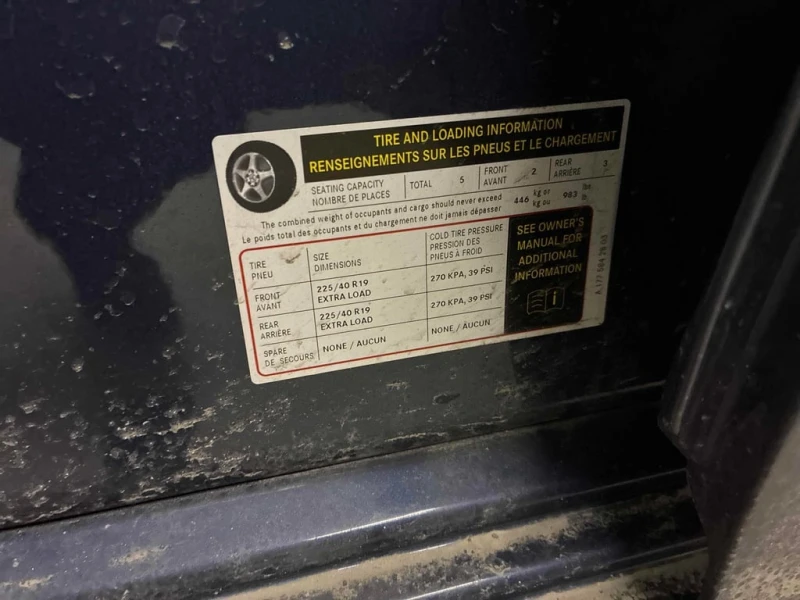 TIRE AND LOADING INFORMATION
RENSEIGNEMENTS SUR LES PNEUS ET LE CHARGEMENT
SEATING CAPACITY
NOMBRE DE PLACES
TOTAL 5
FRONT
AVANT
2
REAR
ARRIÈRE
3
The combined weight of occupants and cargo should never exceed
Le poids total des occupants et du chargement ne doit jamais dépasser
446
kg or
kg ou
983
lbs
TIRE
PNEU
SIZE
DIMENSIONS
COLD TIRE PRESSURE
PRESSION DES
PNEUS À FROID
FRONT
AVANT
225/40 R19
EXTRA LOAD
270 KPA, 39 PSI
REAR
ARRIÈRE
225/40 R19
EXTRA LOAD
270 KPA, 39 PSI
SPARE
DE SECOURS
NONE / AUCUN
NONE / AUCUN
SEE OWNER'S
MANUAL FOR
ADDITIONAL
INFORMATION
i
A 177 584 29 03